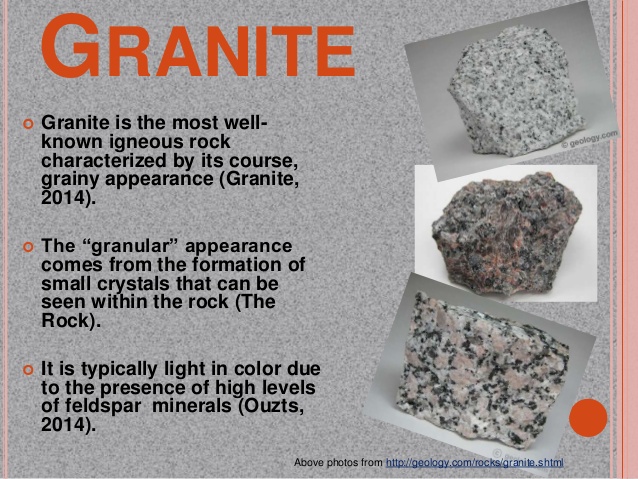 GRANITE
Granite is the most well-
known igneous rock
characterized by its course,
grainy appearance (Granite,
2014).
The “granular” appearance
comes from the formation of
small crystals that can be
seen within the rock (The
Rock).
It is typically light in color due
to the presence of high levels
of feldspar minerals (Ouzts,
2014).
© geology.com
Above photos from http://geology.com/rocks/granite.shtml